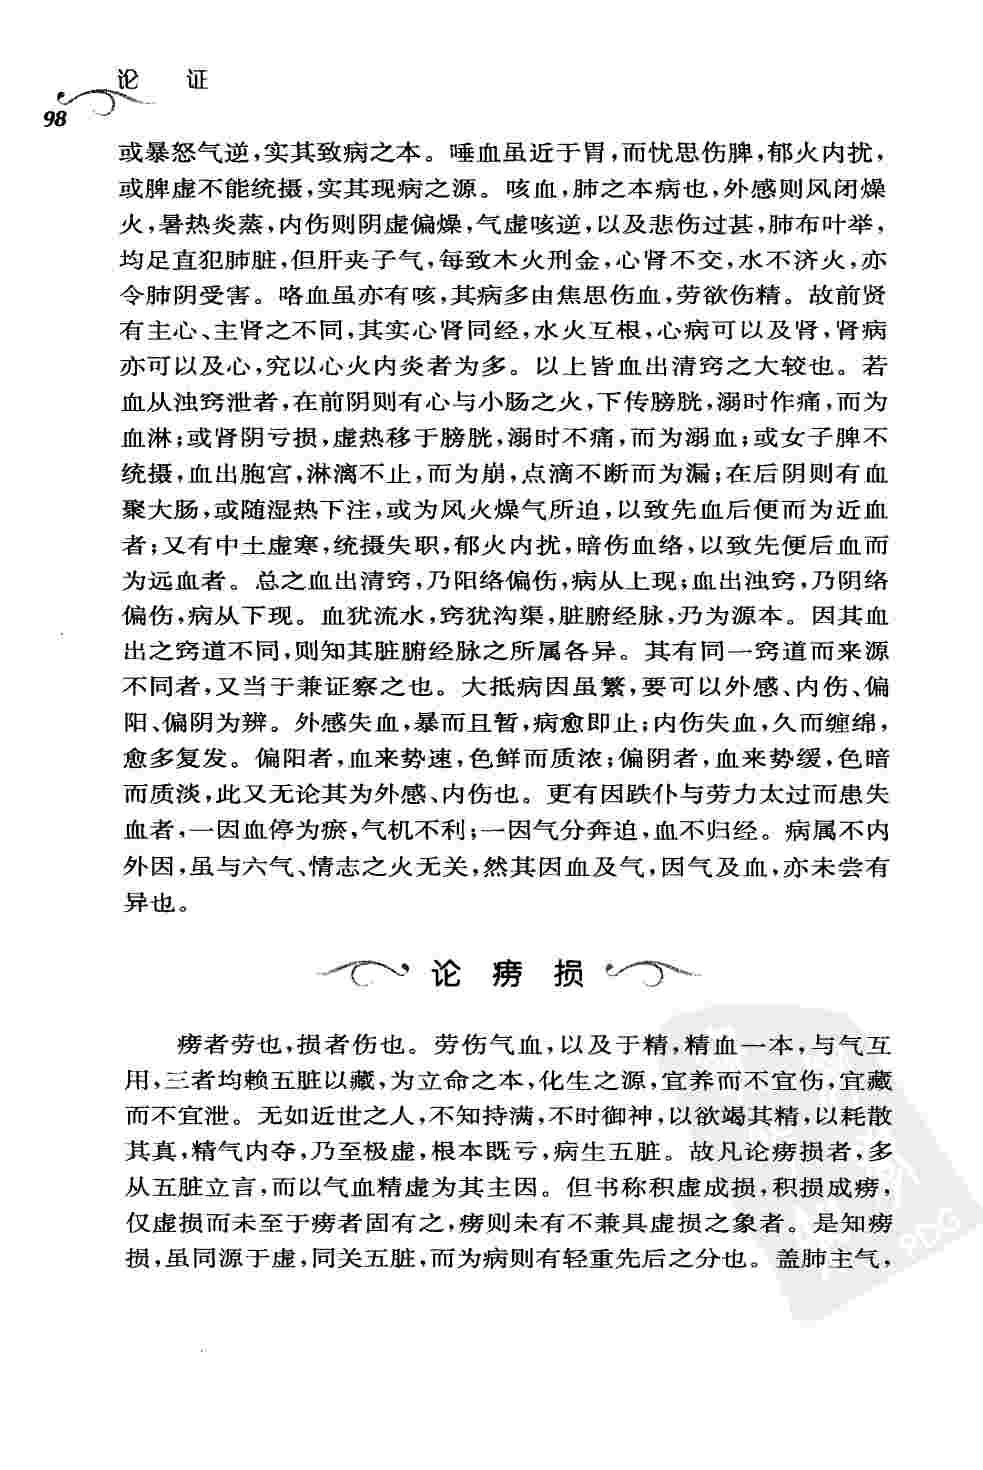 论 证
98
或暴怒气逆,实其致病之本。唾血虽近于胃,而忧思伤脾,郁火内扰,
或脾虚不能统摄,实其现病之源。咳血,肺之本病也,外感则风闭燥
火,暑热炎蒸,内伤则阴虚偏燥,气虚咳逆,以及悲伤过甚,肺布叶举,
均足直犯肺脏,但肝夹子气,每致木火刑金,心肾不交,水不济火,亦
令肺阴受害。咯血虽亦有咳,其病多由焦思伤血,劳欲伤精。故前贤
有主心、主肾之不同,其实心肾同经,水火互根,心病可以及肾,肾病
亦可以及心,究以心火内炎者为多。以上皆血出清窍之大较也。若
血从浊窍泄者,在前阴则有心与小肠之火,下传膀胱,溺时作痛,而为
血淋;或肾阴亏损,虚热移于膀胱,溺时不痛,而为溺血;或女子脾不
统摄,血出胞宫,淋漓不止,而为崩,点滴不断而为漏;在后阴则有血
聚大肠,或随湿热下注,或为风火燥气所迫,以致先血后便而为近血
者;又有中土虚寒,统摄失职,郁火内扰,暗伤血络,以致先便后血而
为远血者。总之血出清窍,乃阳络偏伤,病从上现;血出浊窍,乃阴络
偏伤,病从下现。血犹流水,窍犹沟渠,脏腑经脉,乃为源本。因其血
出之窍道不同,则知其脏腑经脉之所属各异。其有同一窍道而来源
不同者,又当于兼证察之也。大抵病因虽繁,要可以外感、内伤、偏
阳、偏阴为辨。外感失血,暴而且暂,病愈即止;内伤失血,久而缠绵,
愈多复发。偏阳者,血来势速,色鲜而质浓;偏阴者,血来势缓,色暗
而质淡,此又无论其为外感、内伤也。更有因跌仆与劳力太过而患失
血者,一因血停为瘀,气机不利;一因气分奔迫,血不归经。病属不内
外因,虽与六气、情志之火无关,然其因血及气,因气及血,亦未尝有
异也。
论 痨 损
痨者劳也,损者伤也。劳伤气血,以及于精,精血一本,与气互
用,三者均赖五脏以藏,为立命之本,化生之源,宜养而不宜伤,宜藏
而不宜泄。无如近世之人,不知持满,不时御神,以欲竭其精,以耗散
其真,精气内夺,乃至极虚,根本既亏,病生五脏。故凡论痨损者,多
从五脏立言,而以气血精虚为其主因。但书称积虚成损,积损成痨,
仅虚损而未至于痨者固有之,痨则未有不兼具虚损之象者。是知痨
损,虽同源于虚,同关五脏,而为病则有轻重先后之分也。盖肺主气,
PDG